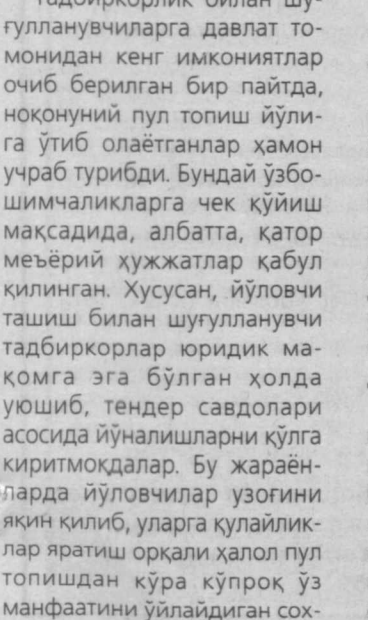 Тадбиркорлик билан шу-
ғулланувчиларга давлат то-
монидан кенг имкониятлар
очиб берилган бир пайтда,
ноқонуний пул топиш йўли-
га ўтиб олаётганлар ҳамон
учраб турибди. Бундай ўзбо-
шимчаликларга чек қўйиш
мақсадида, албатта, қатор
меъёрий ҳужжатлар қабул
қилинган. Хусусан, йўловчи
ташиш билан шуғулланувчи
тадбиркорлар юридик ма-
қомга эга бўлган ҳолда
уюшиб, тендер савдолари
асосида йўналишларни қўлга
киритмоқдалар. Бу жараён-
ларда йўловчилар узоғини
яқин қилиб, уларга қулайлик-
лар яратиш орқали ҳалол пул
топишдан кўра кўпроқ ўз
манфаатини ўйлайдиган сох-